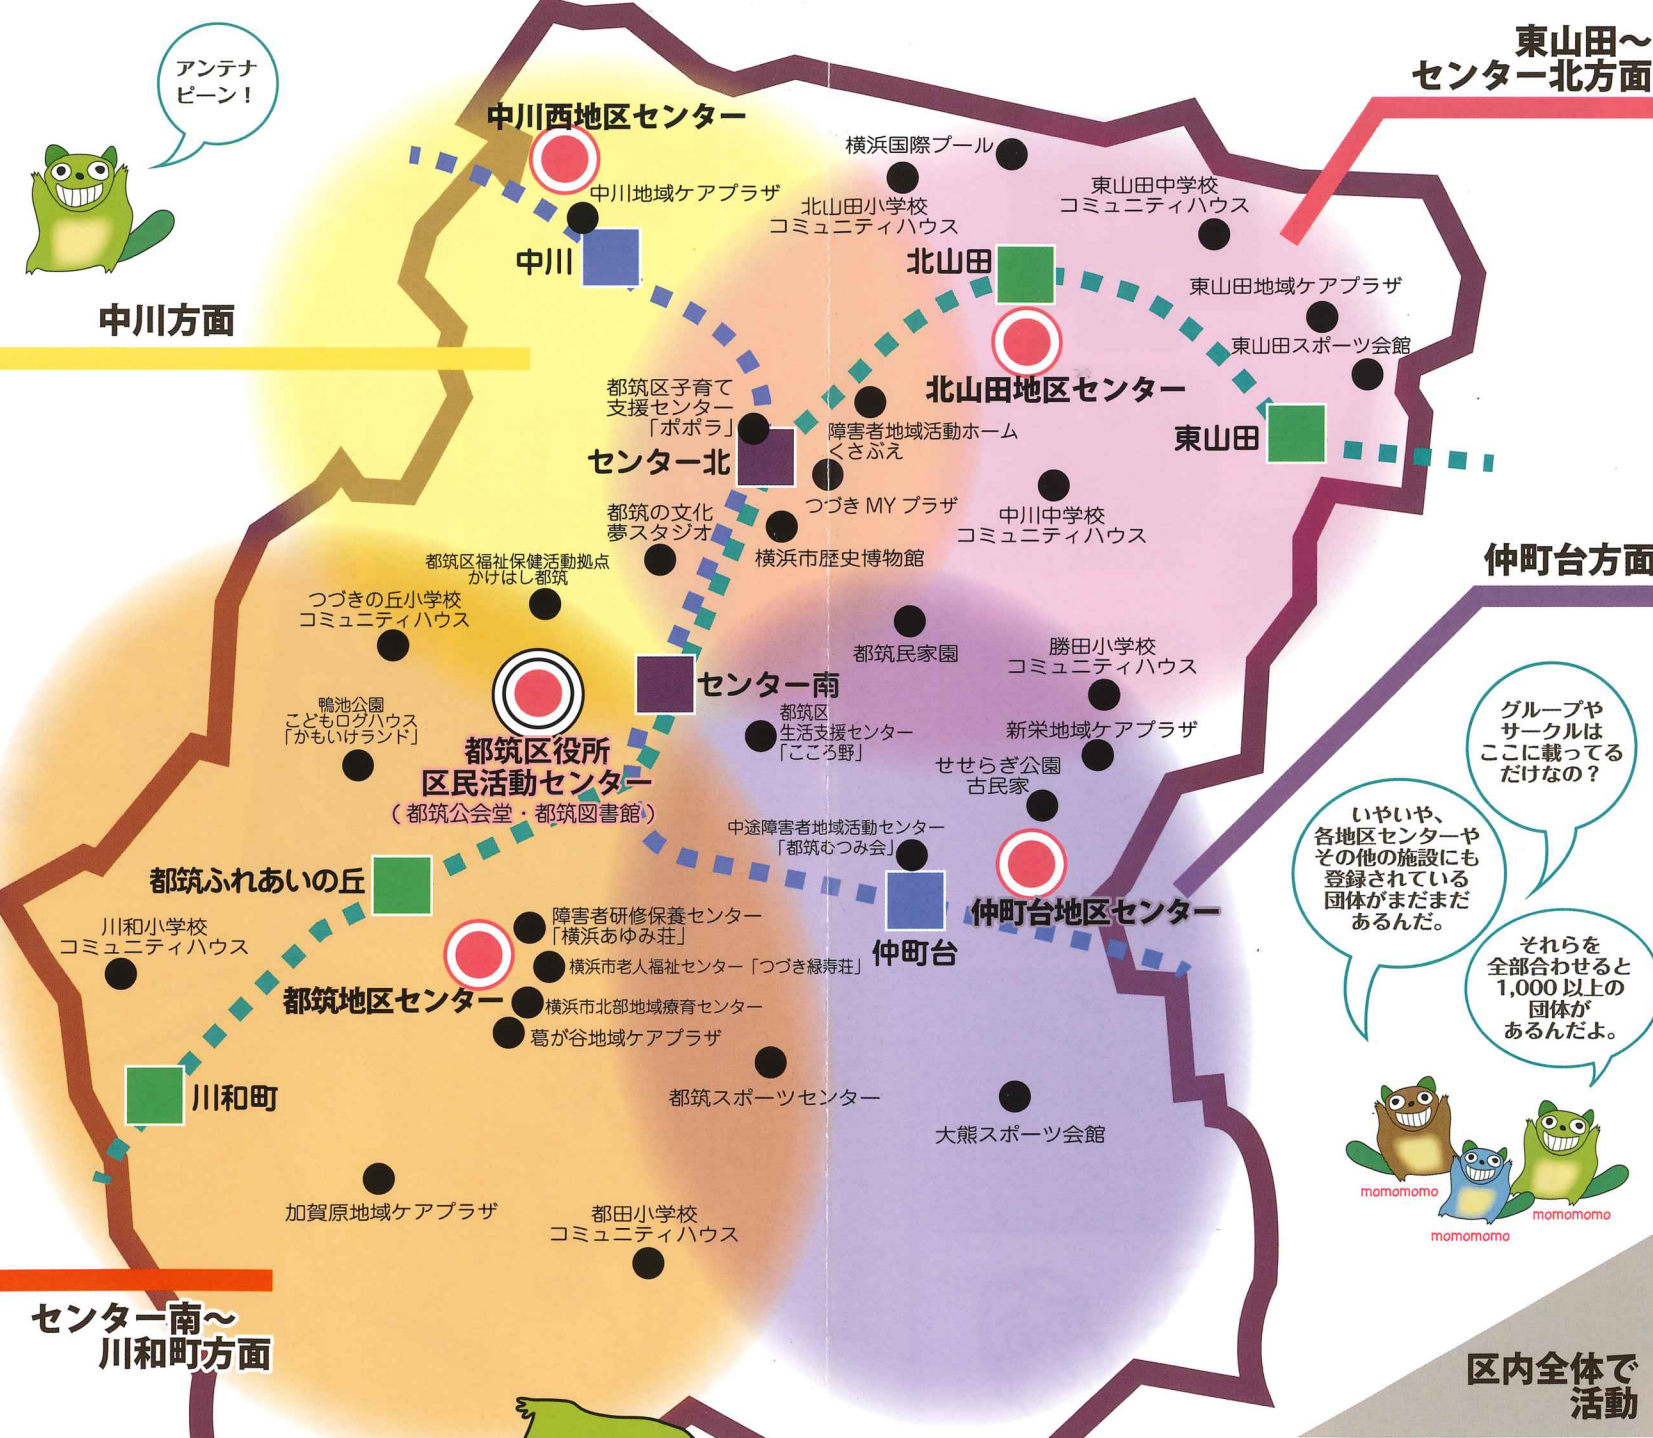 アンテナ
ピーン！
東山田～
センター北方面
中川西地区センター
中川地域ケアプラザ
中川
中川方面
横浜国際プール
北山田小学校
コミュニティハウス
東山田中学校
コミュニティハウス
北山田
東山田地域ケアプラザ
東山田スポーツ会館
北山田地区センター
東山田
都筑区子育て
支援センター
「ポポラ」
センター北
障害者地域活動ホーム
くさぶえ
つづき MY プラザ
中川中学校
コミュニティハウス
都筑の文化
夢スタジオ
横浜市歴史博物館
都筑区福祉保健活動拠点
かけはし都筑
つづきの丘小学校
コミュニティハウス
仲町台方面
都筑民家園
勝田小学校
コミュニティハウス
センター南
鴨池公園
こどもログハウス
「かもいけランド」
都筑区
生活支援センター
「こころ野」
新栄地域ケアプラザ
せせらぎ公園
古民家
都筑区役所
区民活動センター
（都筑公会堂・都筑図書館）
中途障害者地域活動センター
「都筑むつみ会」
仲町台地区センター
仲町台
都筑ふれあいの丘
川和小学校
コミュニティハウス
障害者研修保養センター
「横浜あゆみ荘」
横浜市老人福祉センター「つづき緑寿荘」
都筑地区センター
横浜市北部地域療育センター
葛が谷地域ケアプラザ
川和町
都筑スポーツセンター
大熊スポーツ会館
加賀原地域ケアプラザ
都田小学校
コミュニティハウス
センター南～
川和町方面
グループや
サークルは
ここに載ってる
だけなの？
いやいや、
各地区センターや
その他の施設にも
登録されている
団体がまだまだ
あるんだ。
それらを
全部合わせると
1,000 以上の
団体が
あるんだよ。
momomomo
momomomo
momomomo
区内全体で
活動